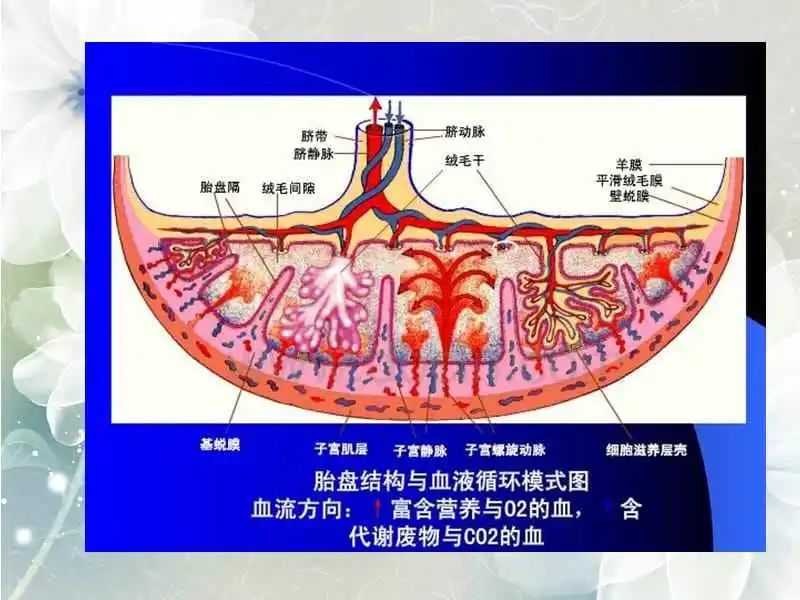 脐带
脐动脉
脐静脉
绒毛干
羊膜
平滑绒毛膜
壁蜕膜
胎盘隔
绒毛间隙
基蜕膜
子宫肌层
子宫静脉
子宫螺旋动脉
细胞滋养层壳
胎盘结构与血液循环模式图
血流方向：↑富含营养与O2的血，↑含
代谢废物与CO2的血